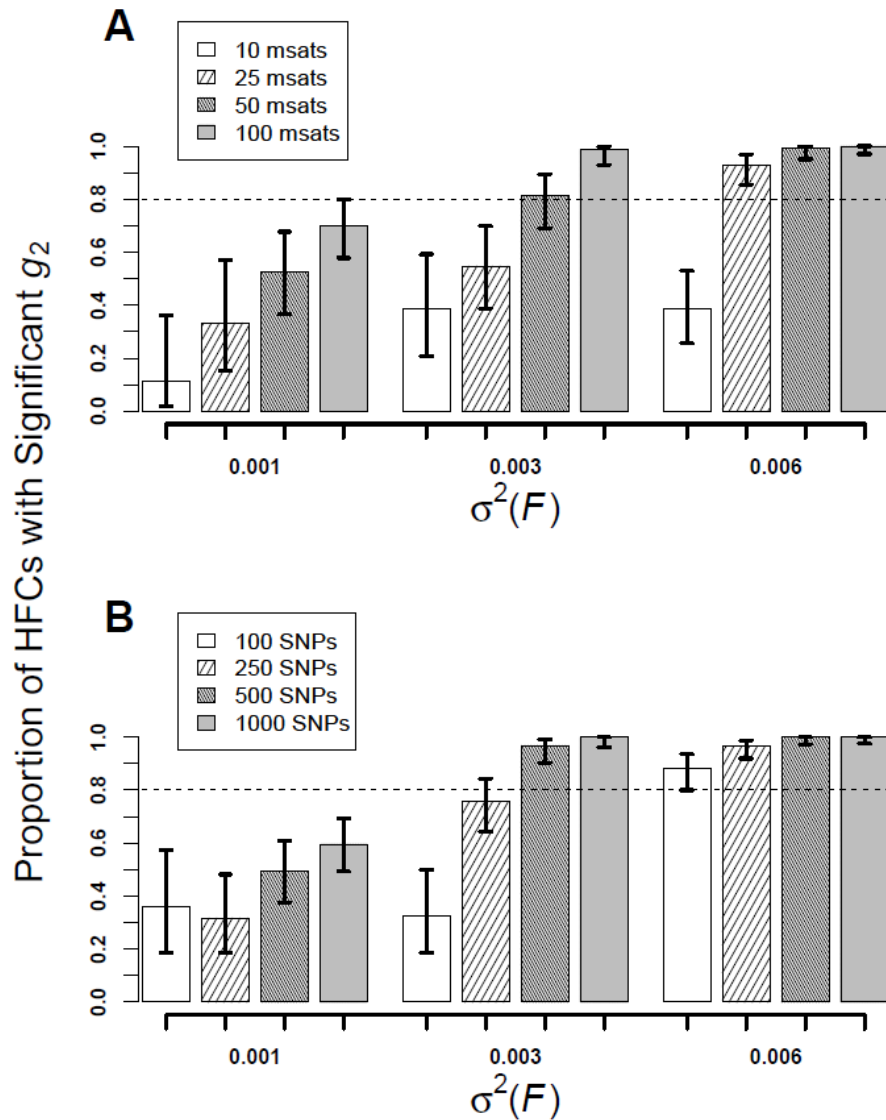 Proportion of HFCs with Significant g2
A
10 msats
25 msats
50 msats
100 msats
1.0
0.8
0.6
0.4
0.2
0.0
0.001 0.003 0.006
σ²(F)
B
100 SNPs
250 SNPs
500 SNPs
1000 SNPs
1.0
0.8
0.6
0.4
0.2
0.0
0.001 0.003 0.006
σ²(F)